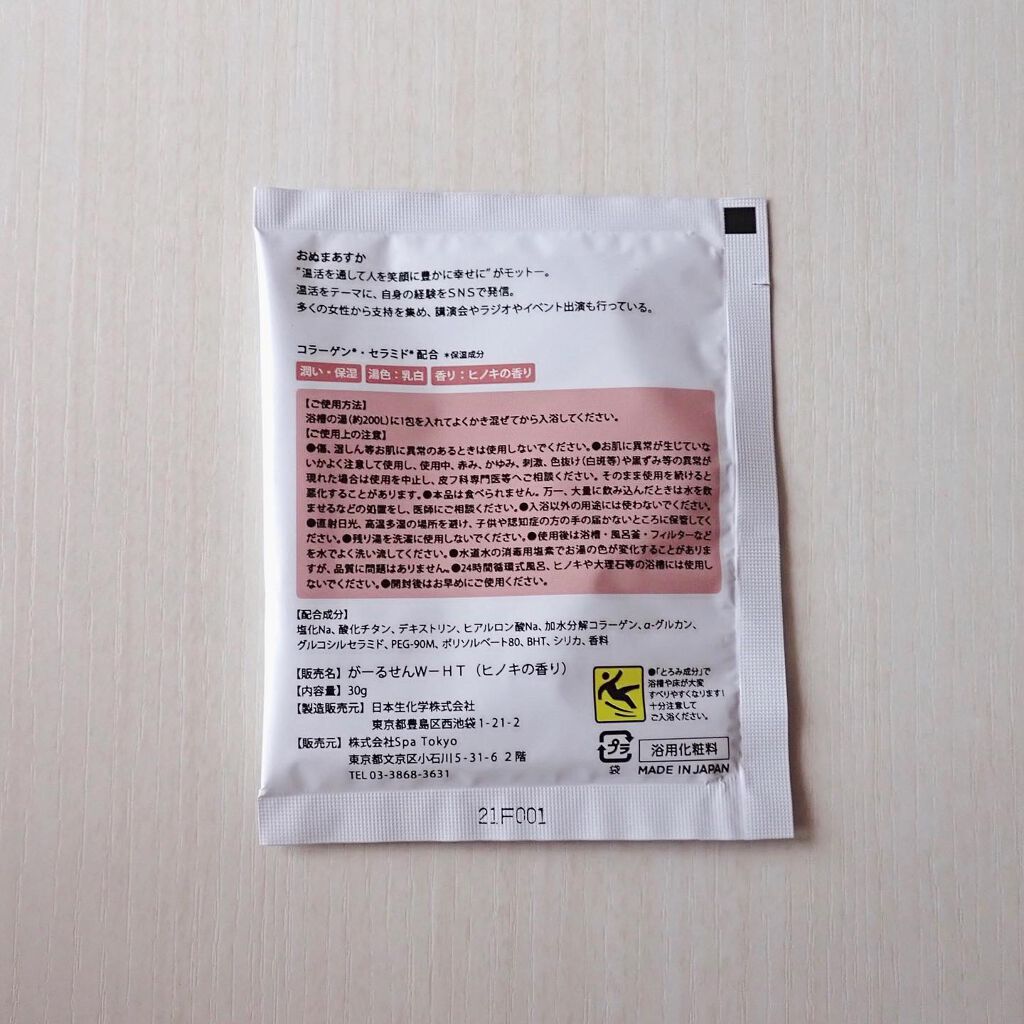 おぬまあすか
"温活を通して人を笑顔に豊かに幸せに"がモットー。
温活をテーマに、自身の経験をSNSで発信。
多くの女性から支持を集め、講演会やラジオやイベント出演も行っている。
コラーゲン*・セラミド*配合 *保湿成分
潤い・保湿 湯色：乳白 香り：ヒノキの香り
【ご使用方法】
浴槽の湯(約200L)に1包を入れてよくかき混ぜてから入浴してください。
【ご使用上の注意】
●傷、湿しん等お肌に異常のあるときは使用しないでください。●お肌に異常が生じていな
いかよく注意して使用し、使用中、赤み、かゆみ、刺激、色抜け(白斑等)や黒ずみ等の異常が
現れた場合は使用を中止し、皮フ科専門医等へご相談ください。そのまま使用を続けると
悪化することがあります。●本品は食べられません。万一、大量に飲み込んだときは水を飲
ませるなどの処置をし、医師にご相談ください。●入浴以外の用途には使わないでください。
●直射日光、高温多湿の場所を避け、子供や認知症の方の手の届かないところに保管してく
ださい。●残り湯を洗濯に使用しないでください。●使用後は浴槽・風呂釜・フィルターなど
を水でよく洗い流してください。●水道水の消毒用塩素でお湯の色が変化することがありま
すが、品質に問題はありません。●24時間循環式風呂、ヒノキや大理石等の浴槽には使用し
ないでください。●開封後はお早めにご使用ください。
【配合成分】
塩化Na、酸化チタン、デキストリン、ヒアルロン酸Na、加水分解コラーゲン、α-グルカン、
グルコシルセラミド、PEG-90M、ポリソルベート80、BHT、シリカ、香料
【販売名】がーるせんW－HT（ヒノキの香り）
【内容量】30g
【製造販売元】日本生化学株式会社
東京都豊島区西池袋1-21-2
【販売元】株式会社Spa Tokyo
東京都文京区小石川5-31-6 2階
TEL 03-3868-3631
●「とろみ成分」で
浴槽や床が大変
すべりやすくなります!
十分注意して
ご入浴ください。
プラ
袋
浴用化粧料
MADE IN JAPAN
21F001